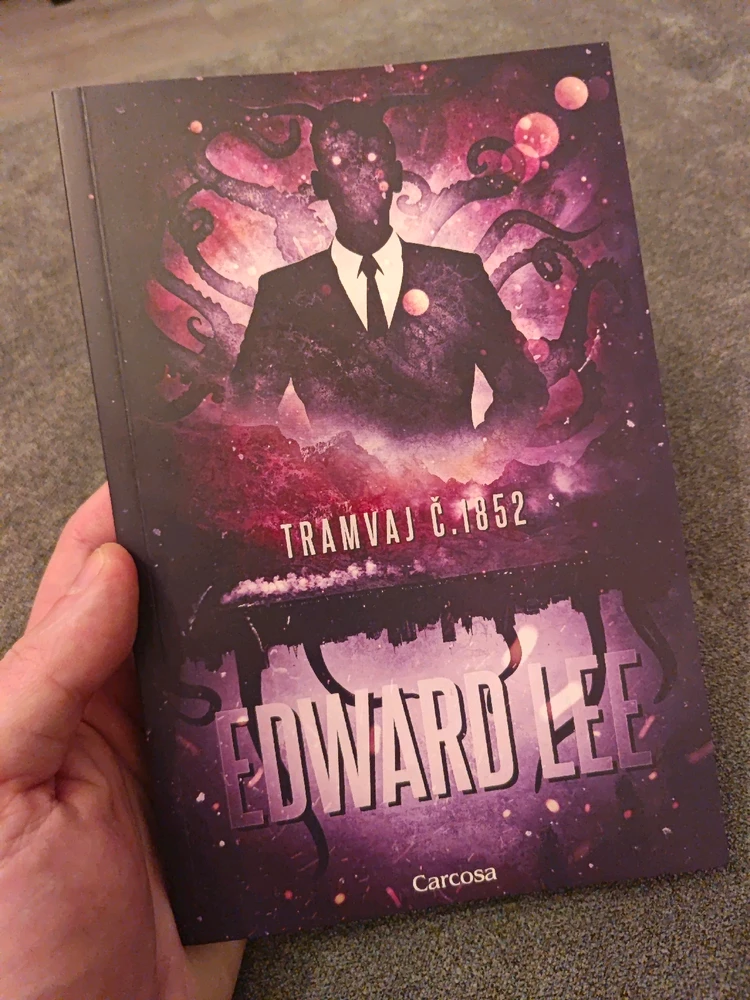 TRAMVAJ Č.1852
EDWARD LEE
Carcosa